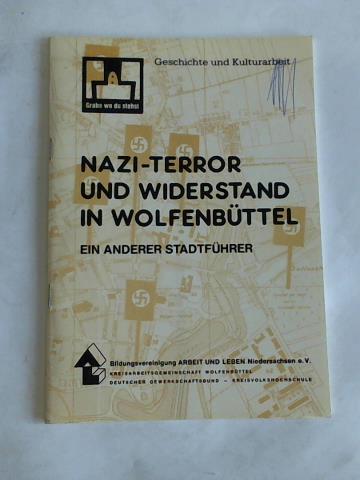 Geschichte und Kulturarbeit
Grabe wo du stehst
NAZI-TERROR
UND WIDERSTAND
IN WOLFENBÜTTEL
EIN ANDERER STADTFÜHRER
Bildungsvereinigung ARBEIT UND LEBEN Niedersachsen e.V.
KREISARBEITSGEMEINSCHAFT WOLFENBÜTTEL
DEUTSCHER GEWERKSCHAFTSBUND – KREISVOLKSHOCHSCHULE